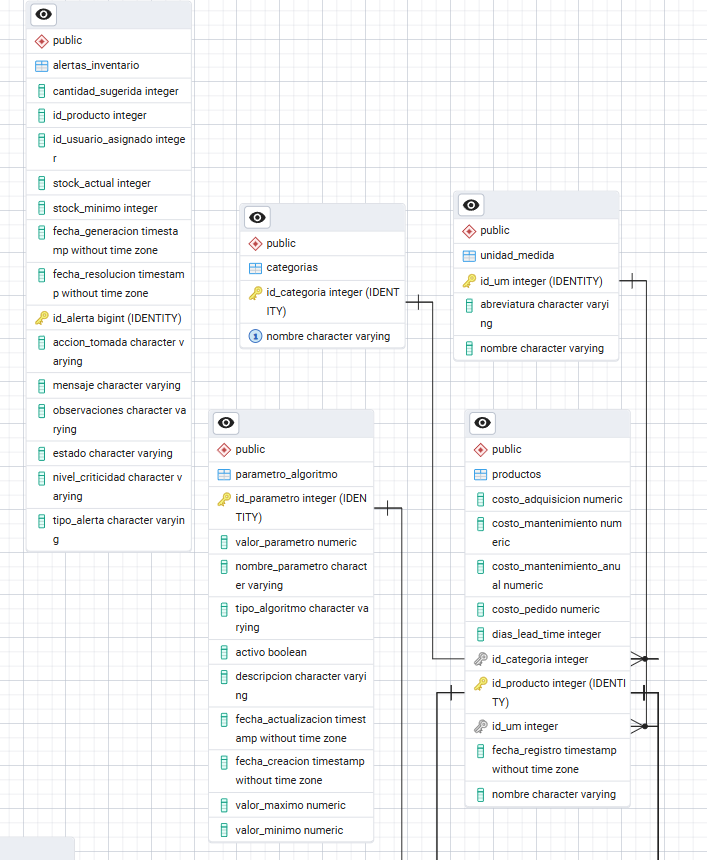 public
alertas_inventario
cantidad_sugerida integer
id_producto integer
id_usuario_asignado intege
r
stock_actual integer
stock_minimo integer
fecha_generacion timesta
mp without time zone
fecha_resolucion timestam
p without time zone
id_alerta bigint (IDENTITY)
accion_tomada character v
arying
mensaje character varying
observaciones character va
rying
estado character varying
nivel_criticidad character v
arying
tipo_alerta character varyin
g
public
categorias
id_categoria integer (IDENT
ITY)
1 nombre character varying
public
unidad_medida
id_um integer (IDENTITY)
abreviatura character varyi
ng
nombre character varying
public
parametro_algoritmo
id_parametro integer (IDEN
TITY)
valor_parametro numeric
nombre_parametro charact
er varying
tipo_algoritmo character va
rying
activo boolean
descripcion character varyi
ng
fecha_actualizacion timest
amp without time zone
fecha_creacion timestamp
without time zone
valor_maximo numeric
valor_minimo numeric
public
productos
costo_adquisicion numeric
costo_mantenimiento num
eric
costo_mantenimiento_anu
al numeric
costo_pedido numeric
dias_lead_time integer
id_categoria integer
id_producto integer (IDENTI
TY)
id_um integer
fecha_registro timestamp
without time zone
nombre character varying